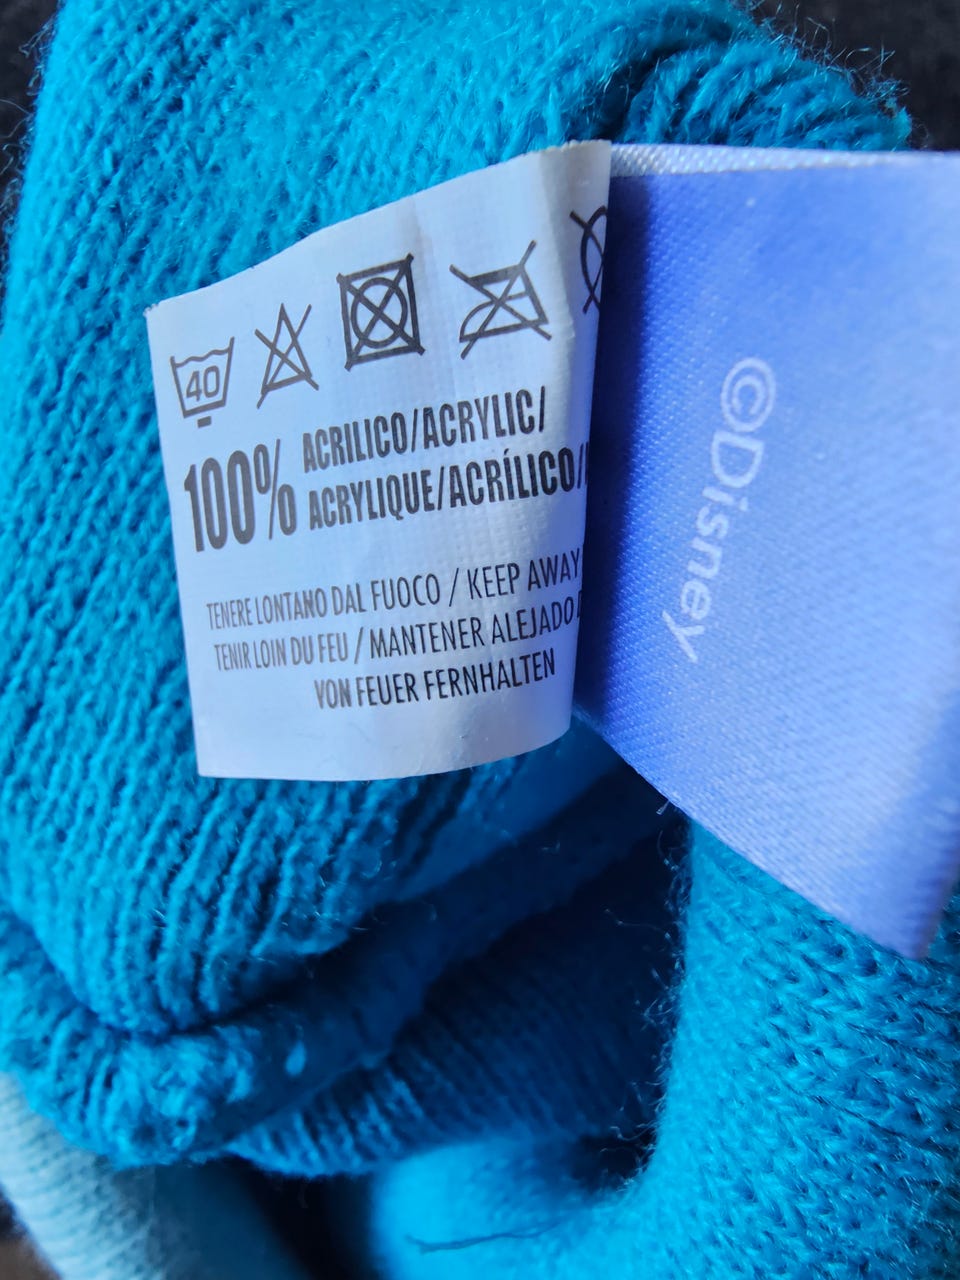 40
100% ACRILICO/ACRYLIC/
ACRYLIQUE/ACRÍLICO/
TENERE LONTANO DAL FUOCO / KEEP AWAY
TENIR LOIN DU FEU / MANTENER ALEJADO
VON FEUER FERNHALTEN
©Disney